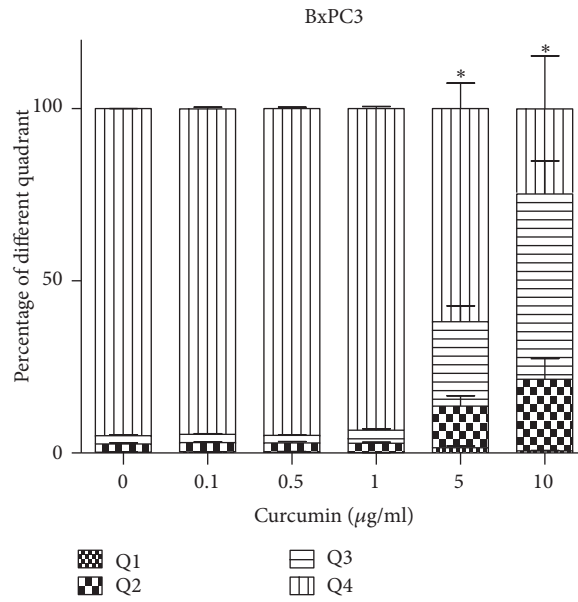 BxPC3
Percentage of different quadrant
100
50
0
* *
0 0.1 0.5 1 5 10
Curcumin (μg/ml)
Q1 Q3
Q2 Q4